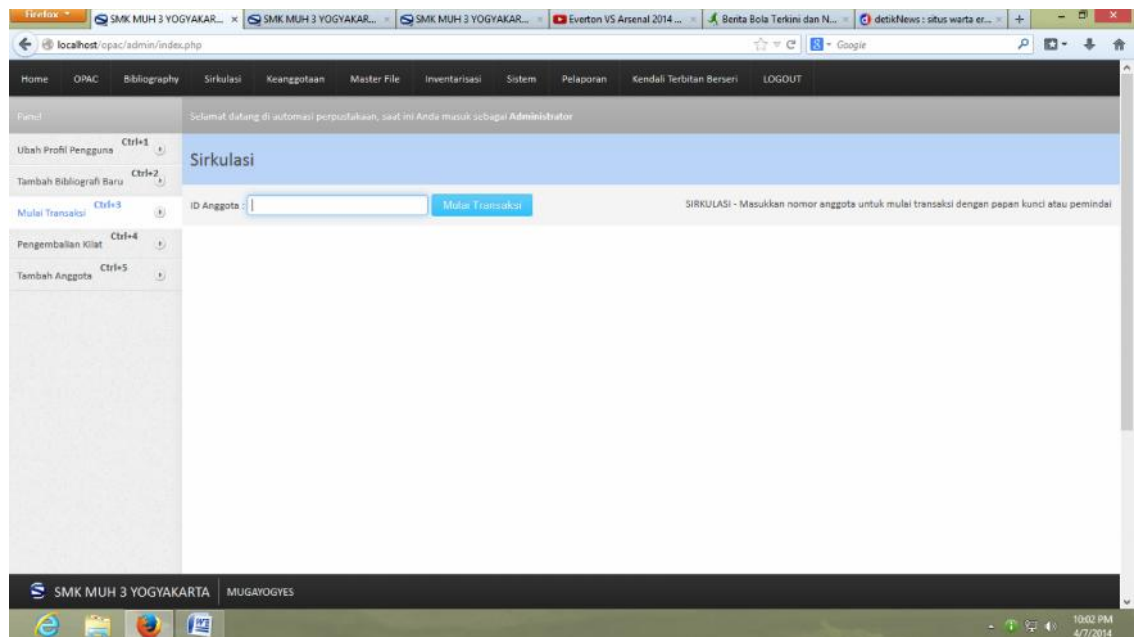 Firefox
SMK MUH 3 YOGYAKAR...
SMK MUH 3 YOGYAKAR...
SMK MUH 3 YOGYAKAR...
Everton VS Arsenal 2014 ...
Berita Bola Terkini dan N...
detikNews : situs warta er...
localhost/opac/admin/index.php
Google
Home OPAC Bibliography Sirkulasi Keanggotaan Master File Inventarisasi Sistem Pelaporan Kendali Terbitan Berseri LOGOUT
Panel
Selamat datang di automasi perpustakaan, saat ini Anda masuk sebagai Administrator
Ubah Profil Pengguna Ctrl+1
Tambah Bibliografi Baru Ctrl+2
Mulai Transaksi Ctrl+3
Pengembalian Kilat Ctrl+4
Tambah Anggota Ctrl+5
Sirkulasi
ID Anggota :
Mulai Transaksi
SIRKULASI - Masukkan nomor anggota untuk mulai transaksi dengan papan kunci atau pemindai
SMK MUH 3 YOGYAKARTA MUGAYOGYES
10:02 PM
4/7/2014